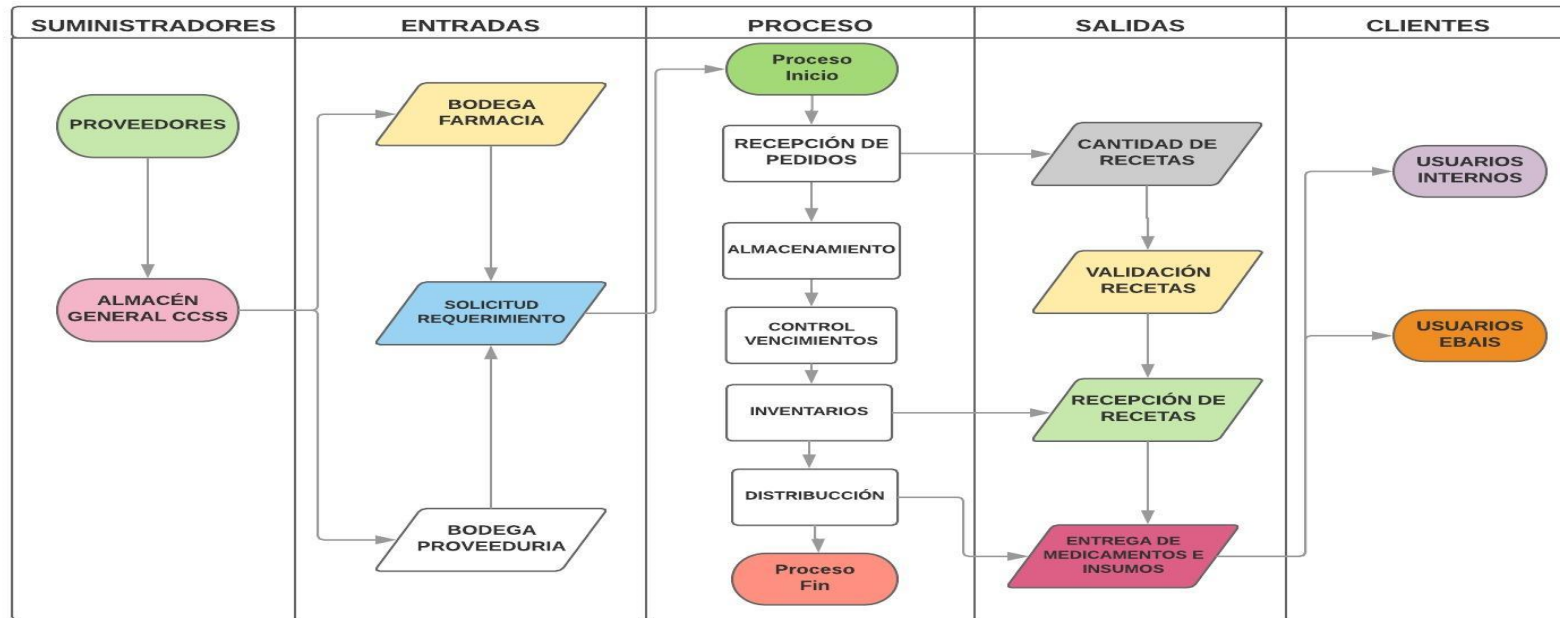 SUMINISTRADORES
ENTRADAS
PROCESO
SALIDAS
CLIENTES
PROVEEDORES
ALMACÉN
GENERAL CCSS
BODEGA
FARMACIA
SOLICITUD
REQUERIMIENTO
BODEGA
PROVEEDURIA
Proceso
Inicio
RECEPCIÓN DE
PEDIDOS
ALMACENAMIENTO
CONTROL
VENCIMIENTOS
INVENTARIOS
DISTRIBUCCIÓN
Proceso
Fin
CANTIDAD DE
RECETAS
VALIDACIÓN
RECETAS
RECEPCIÓN DE
RECETAS
ENTREGA DE
MEDICAMENTOS E
INSUMOS
USUARIOS
INTERNOS
USUARIOS
EBAIS